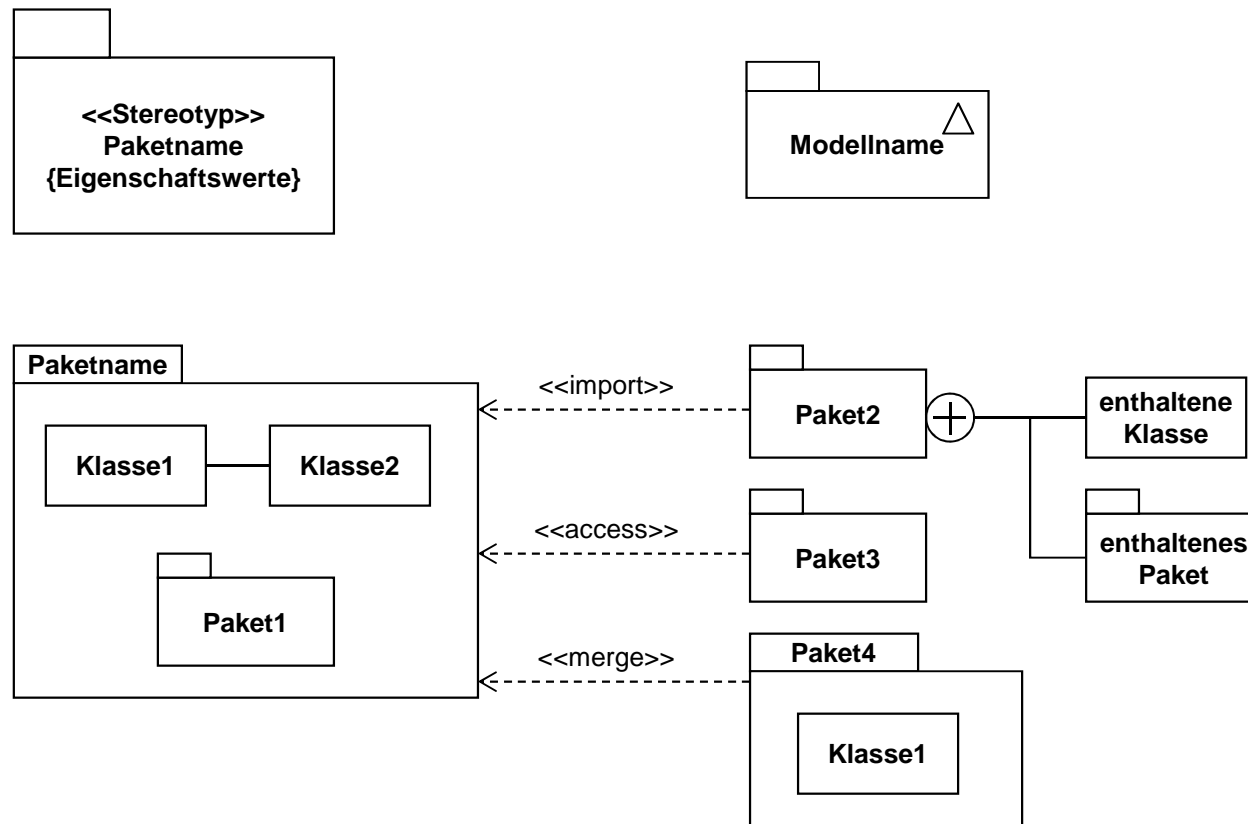 <<Stereotyp>>
Paketname
{Eigenschaftswerte}
Modellname
Paketname
Klasse1
Klasse2
Paket1
<<import>>
<<access>>
<<merge>>
Paket2
enthaltene
Klasse
Paket3
enthaltenes
Paket
Paket4
Klasse1